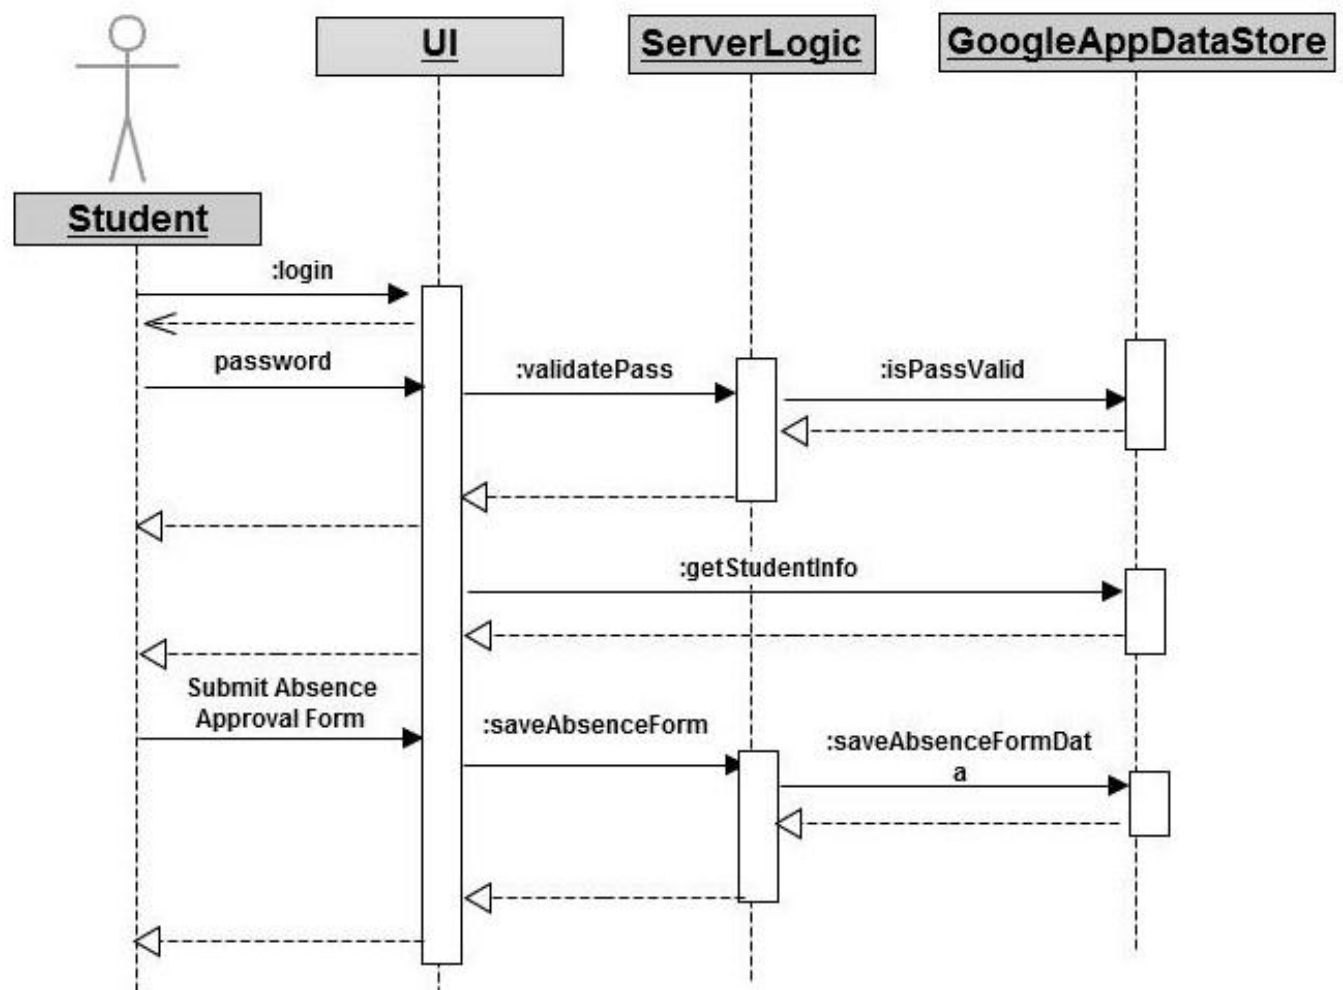 UI
ServerLogic
GoogleAppDataStore
Student
:login
password
:validatePass
:isPassValid
:getStudentInfo
Submit Absence
Approval Form
:saveAbsenceForm
:saveAbsenceFormDat
a